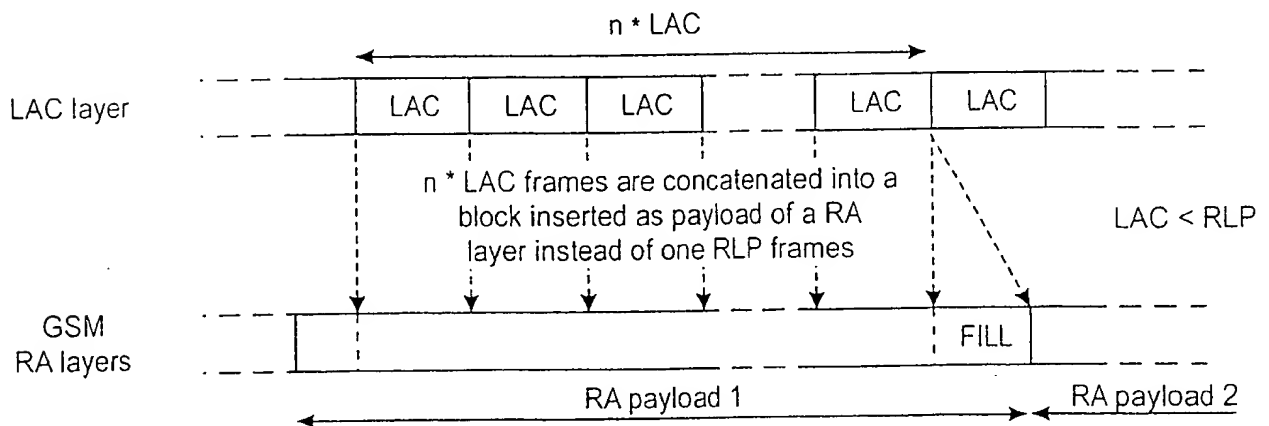 n * LAC
LAC layer
LAC LAC LAC LAC LAC
n * LAC frames are concatenated into a
block inserted as payload of a RA
layer instead of one RLP frames
LAC < RLP
GSM
RA layers
FILL
RA payload 1
RA payload 2